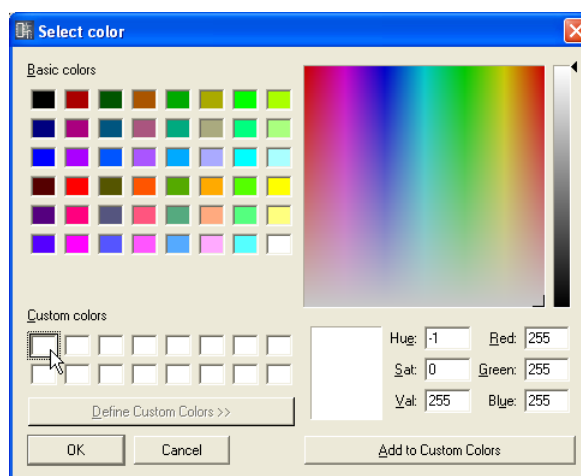 Select color
Basic colors
Custom colors
Define Custom Colors >>
OK
Cancel
Hue: -1
Red: 255
Sat: 0
Green: 255
Val: 255
Blue: 255
Add to Custom Colors